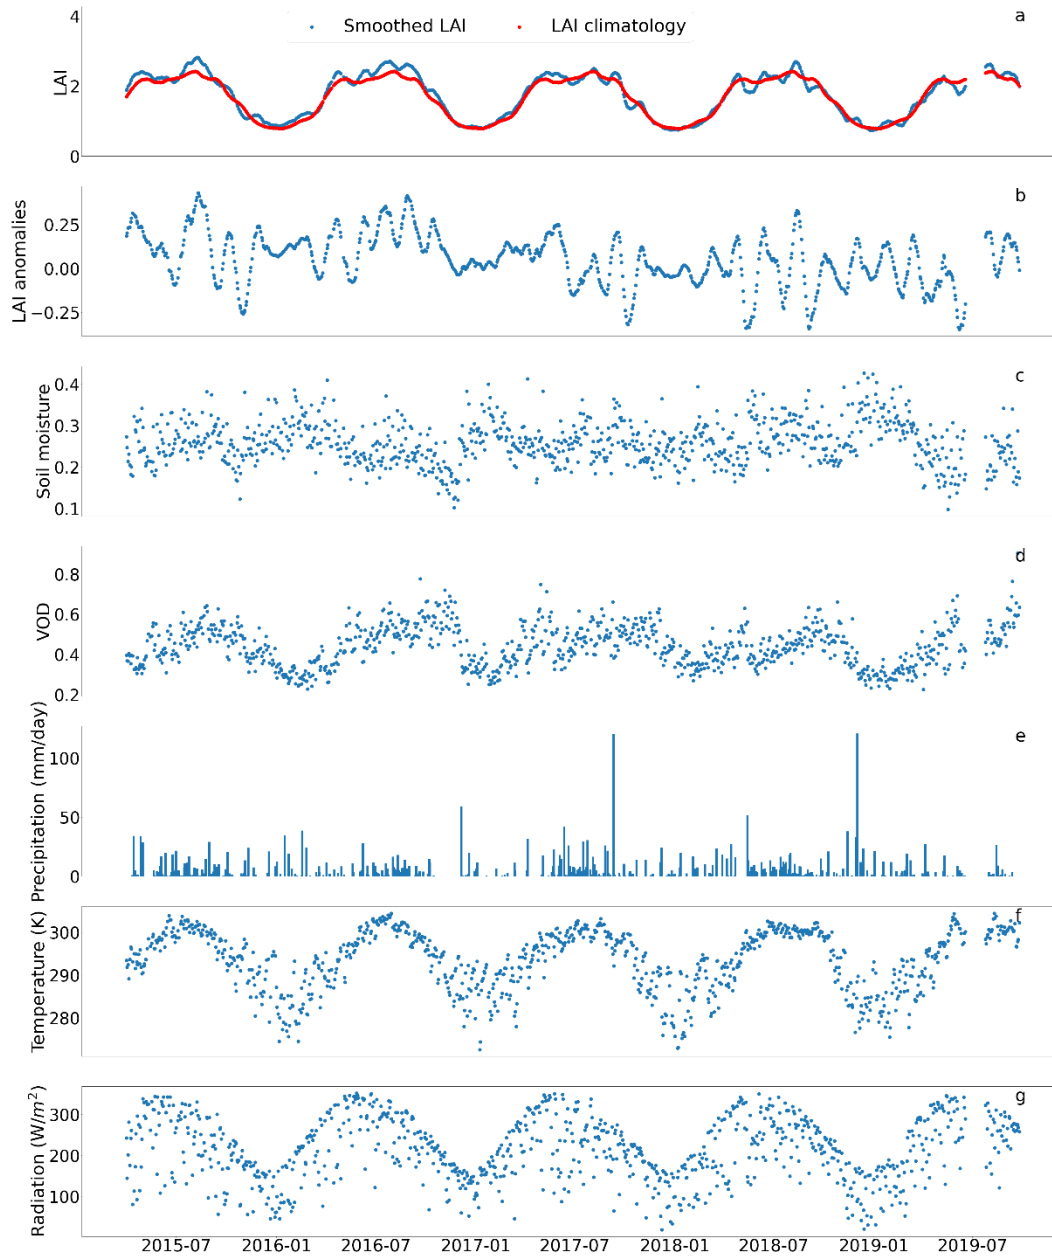 Smoothed LAI LAI climatology
a
LAI
4
2
0
b
LAI anomalies
0.25
0.00
−0.25
c
Soil moisture
0.4
0.3
0.2
0.1
d
VOD
0.8
0.6
0.4
0.2
e
Precipitation (mm/day)
100
50
0
f
Temperature (K)
300
290
280
g
Radiation (W/m²)
300
200
100
2015-07 2016-01 2016-07 2017-01 2017-07 2018-01 2018-07 2019-01 2019-07